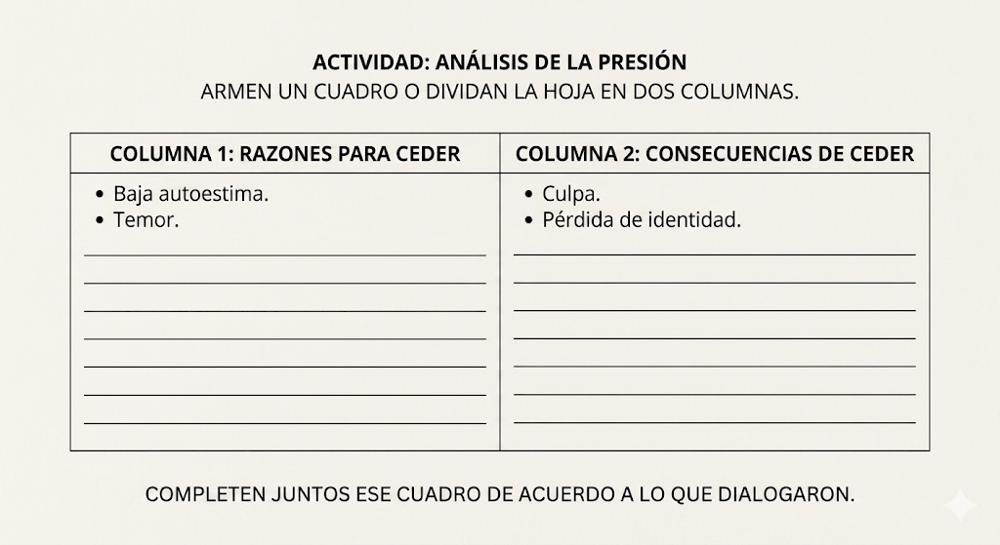 ACTIVIDAD: ANÁLISIS DE LA PRESIÓN
ARMEN UN CUADRO O DIVIDAN LA HOJA EN DOS COLUMNAS.
COLUMNA 1: RAZONES PARA CEDER
• Baja autoestima.
• Temor.
COLUMNA 2: CONSECUENCIAS DE CEDER
• Culpa.
• Pérdida de identidad.
COMPLETEN JUNTOS ESE CUADRO DE ACUERDO A LO QUE DIALOGARON.